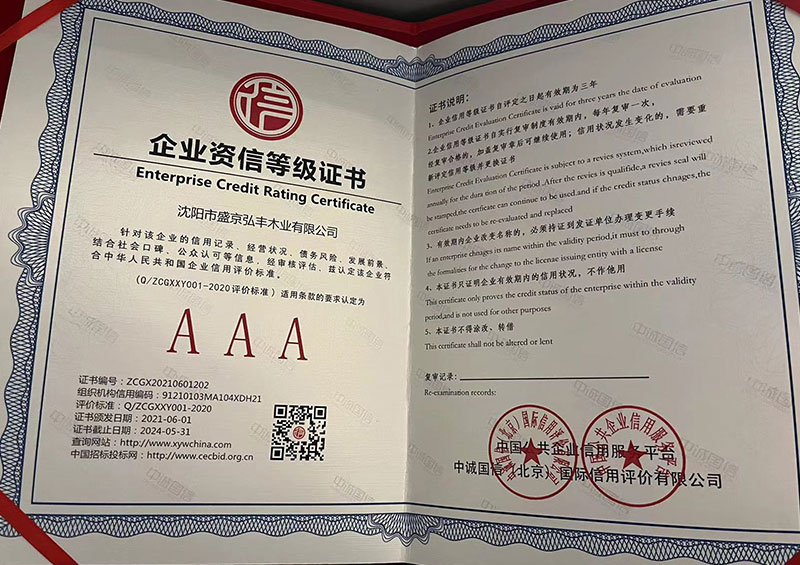 信
企业资信等级证书
Enterprise Credit Rating Certificate
沈阳市盛京弘丰木业有限公司
针对该企业的信用记录、经营状况、债务风险、发展前景、
结合社会口碑、公众认可等信息，经审核评估，兹认定该企业符
合中华人民共和国企业信用评价标准。
(Q/ZCGXXY001-2020评价标准）适用条款的要求认定为
AAA
证书编号：ZCGX20210601202
组织机构信用编码：91210103MA104XDH21
评价标准：Q/ZCGXXY001-2020
证书颁发日期：2021-06-01
证书截止日期：2024-05-31
查询网站：http://www.xywchina.com
中国招标投标网：http://www.cecbid.org.cn
证书说明：
1、企业信用等级证书自评定之日起有效期为三年
Enterprise Credit Evaluation Certificate is vaid for three years the date of evaluation
2.企业信用等级证书自实行复审制度有效期内，每年复审一次，
经复审合格的，加盖复审章后可继续使用；信用状况发生变化的，需要重
新评定信用等级并更换证书
Enterprise Credit Evaluation Certificate is subject to a revies system,which isreviewed
annually for the dura tion of the period .After the revies is qualifide,a revies seal will
be stamped,the certficate ean continue to be used.and if the credit status chnages,the
certificate needs to be re-evaluated and replaced
3、有效期内企业改变名称的，必须持证到发证单位办理变更手续
If an enterprise chnages its name within the validity period,it must to through
the formalines for the change to the licenae issuing entity with a license
4、本证书只证明企业有效期内的信用状况，不作他用
This certificate only proves the credit status of the enterprise within the validity
period,and is not used for other purposes
5、本证书不得涂改、转借
This certificate shall not be altered or lent
复审记录：
Re-examination records:
中国公共企业信用服务平台
中诚国信（北京）国际信用评价有限公司